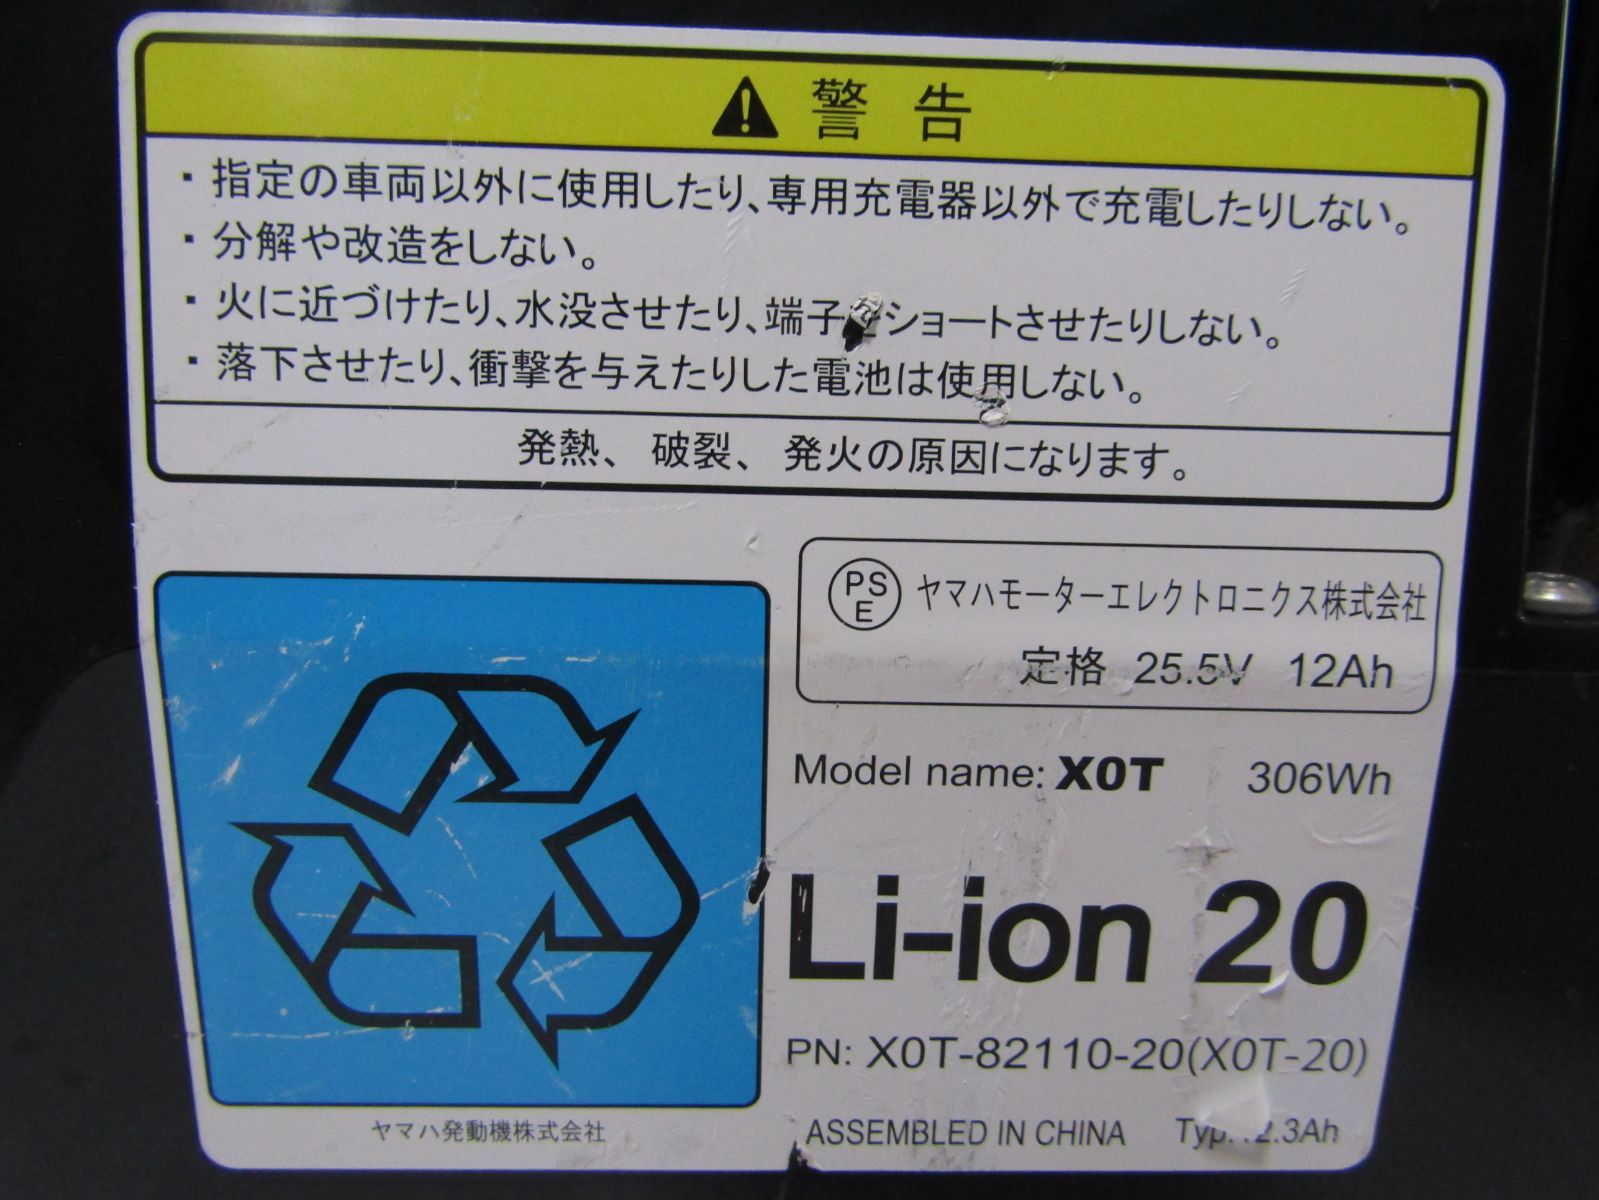 警 告
・指定の車両以外に使用したり、専用充電器以外で充電したりしない。
・分解や改造をしない。
・火に近づけたり、水没させたり、端子をショートさせたりしない。
・落下させたり、衝撃を与えたりした電池は使用しない。
発熱、破裂、発火の原因になります。
PSE ヤマハモーターエレクトロニクス株式会社
定格 25.5V 12Ah
Model name: X0T 306Wh
Li-ion 20
PN: X0T-82110-20(X0T-20)
ヤマハ発動機株式会社
ASSEMBLED IN CHINA Typ.